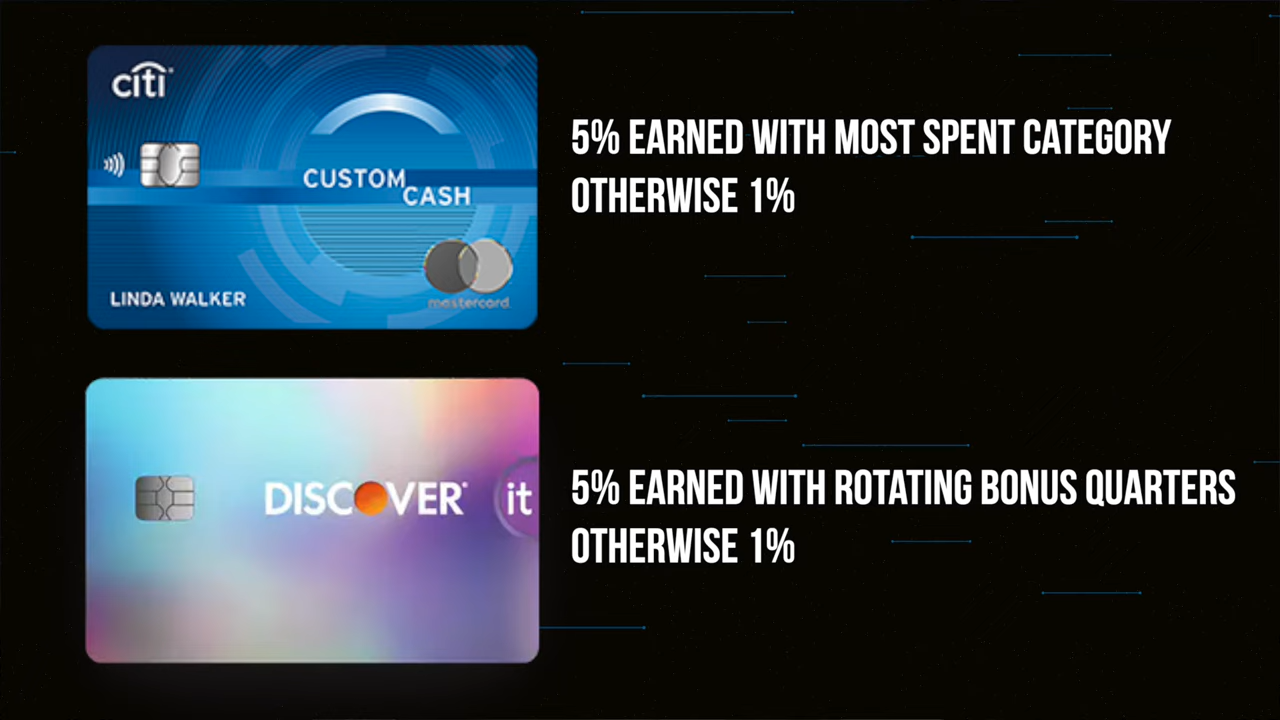 citi
CUSTOM
CASH
LINDA WALKER
mastercard
5% EARNED WITH MOST SPENT CATEGORY
OTHERWISE 1%
DISCOVER
it
5% EARNED WITH ROTATING BONUS QUARTERS
OTHERWISE 1%